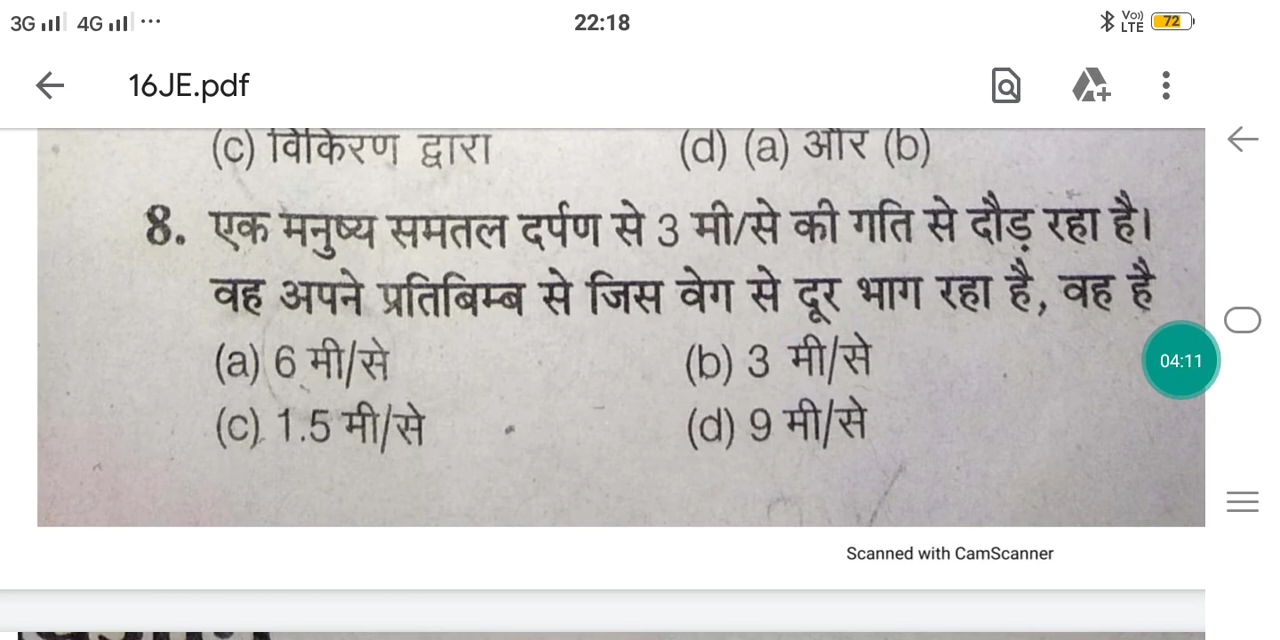 3G 4G ...
22:18
Vo)) LTE 72
16JE.pdf
(c) विकिरण द्वारा (d) (a) और (b)
8. एक मनुष्य समतल दर्पण से 3 मी/से की गति से दौड़ रहा है।
वह अपने प्रतिबिम्ब से जिस वेग से दूर भाग रहा है, वह है
(a) 6 मी/से (b) 3 मी/से
04:11
(c) 1.5 मी/से (d) 9 मी/से
Scanned with CamScanner